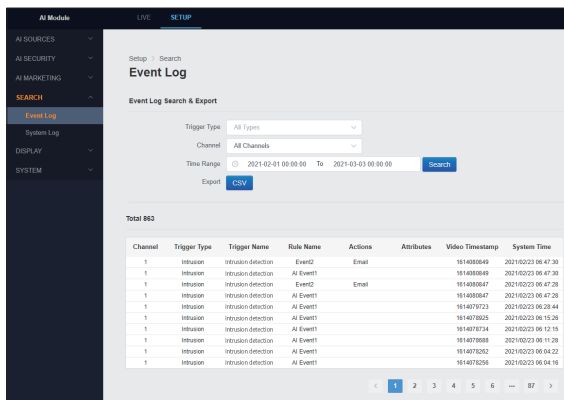 AI Module LIVE SETUP
AI SOURCES
AI SECURITY
AI MARKETING
SEARCH
Event Log
System Log
DISPLAY
SYSTEM
Setup > Search
Event Log
Event Log Search & Export
Trigger Type All Types
Channel All Channels
Time Range 2021-02-01 00:00:00 To 2021-03-03 00:00:00 Search
Export CSV
Total 863
Channel Trigger Type Trigger Name Rule Name Actions Attributes Video Timestamp System Time
1 Intrusion Intrusion detection Event2 Email 1614080849 2021/02/23 06:47:30
1 Intrusion Intrusion detection AI Event1 1614080849 2021/02/23 06:47:30
1 Intrusion Intrusion detection Event2 Email 1614080847 2021/02/23 06:47:28
1 Intrusion Intrusion detection AI Event1 1614080847 2021/02/23 06:47:28
1 Intrusion Intrusion detection AI Event1 1614079723 2021/02/23 06:28:44
1 Intrusion Intrusion detection AI Event1 1614078925 2021/02/23 06:15:26
1 Intrusion Intrusion detection AI Event1 1614078734 2021/02/23 06:12:15
1 Intrusion Intrusion detection AI Event1 1614078688 2021/02/23 06:11:28
1 Intrusion Intrusion detection AI Event1 1614078262 2021/02/23 06:04:22
1 Intrusion Intrusion detection AI Event1 1614078256 2021/02/23 06:04:16
< 1 2 3 4 5 6 ... 87 >